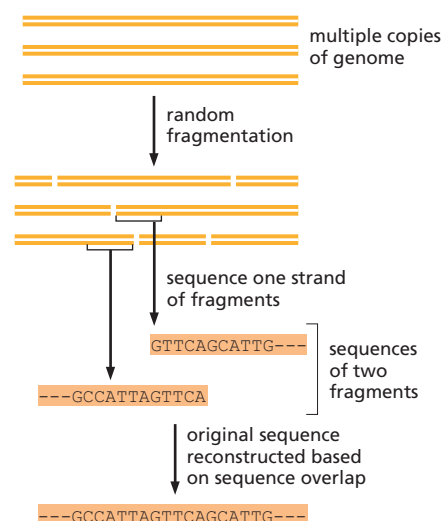 multiple copies
of genome
random
fragmentation
sequence one strand
of fragments
GTTCAGCATTG---
sequences
of two
fragments
---GCCATTAGTTCA
original sequence
reconstructed based
on sequence overlap
---GCCATTAGTTCAGCATTG---